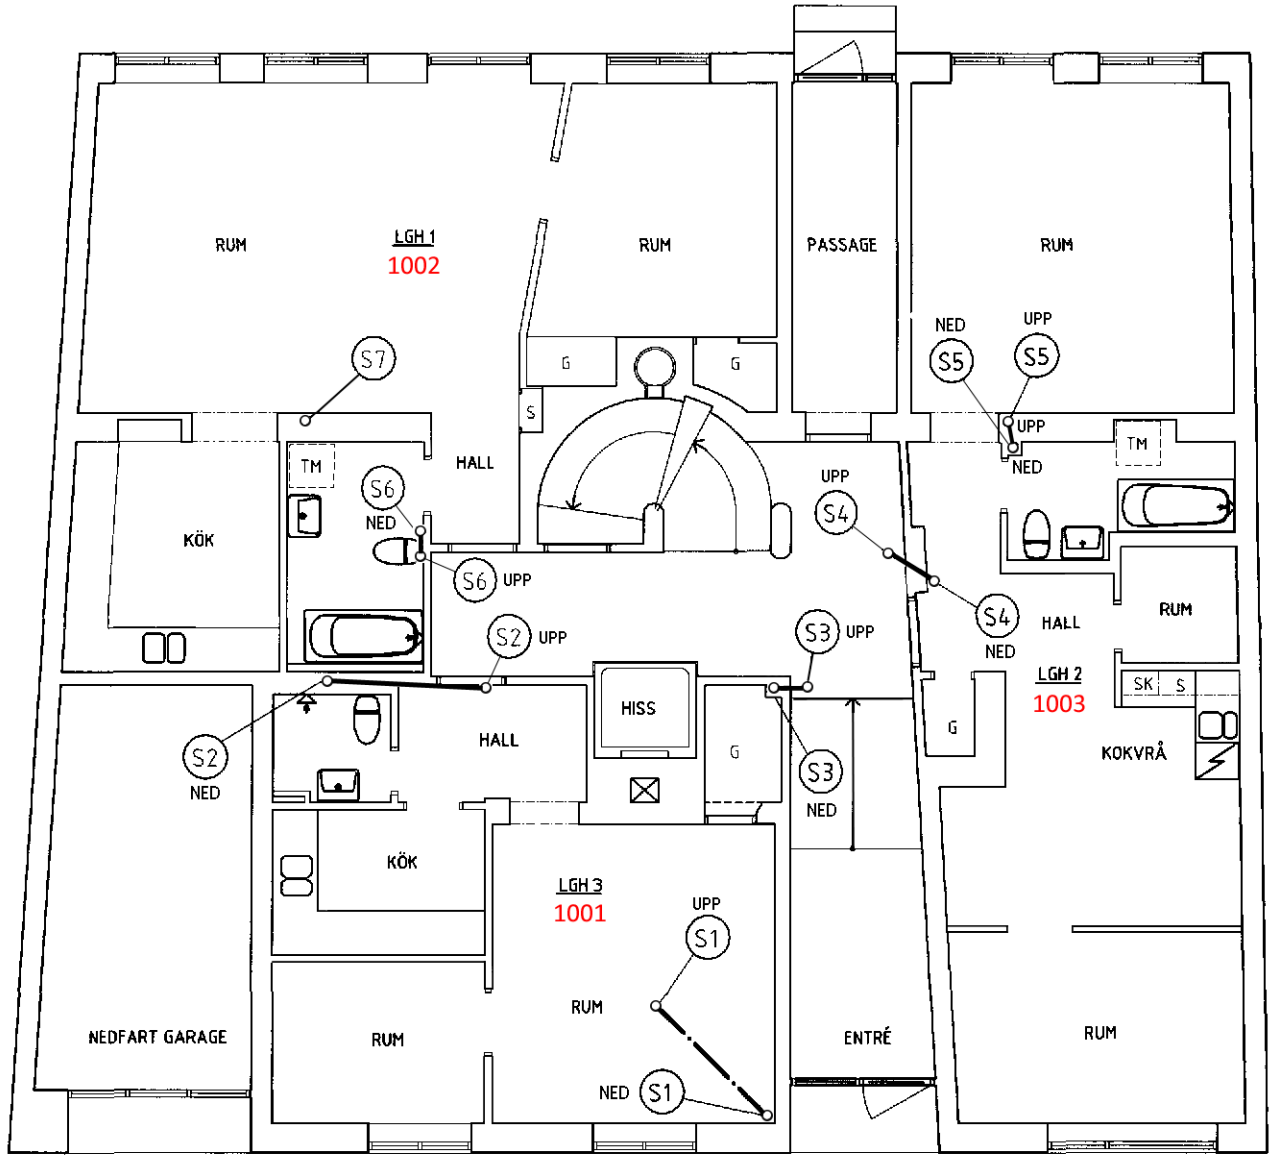 RUM
LGH 1
1002
RUM
PASSAGE
RUM
NED
S5
UPP
S5
S7
G
G
S
UPP
NED
TM
TM
HALL
S6
NED
S6
UPP
KÖK
UPP
S4
S4
NED
HALL
RUM
S2
UPP
S3
UPP
LGH 2
1003
SK
S
HISS
HALL
G
G
KOKVRÅ
S2
NED
S3
NED
KÖK
LGH 3
1001
UPP
S1
RUM
NEDFART GARAGE
RUM
ENTRÉ
RUM
NED
S1